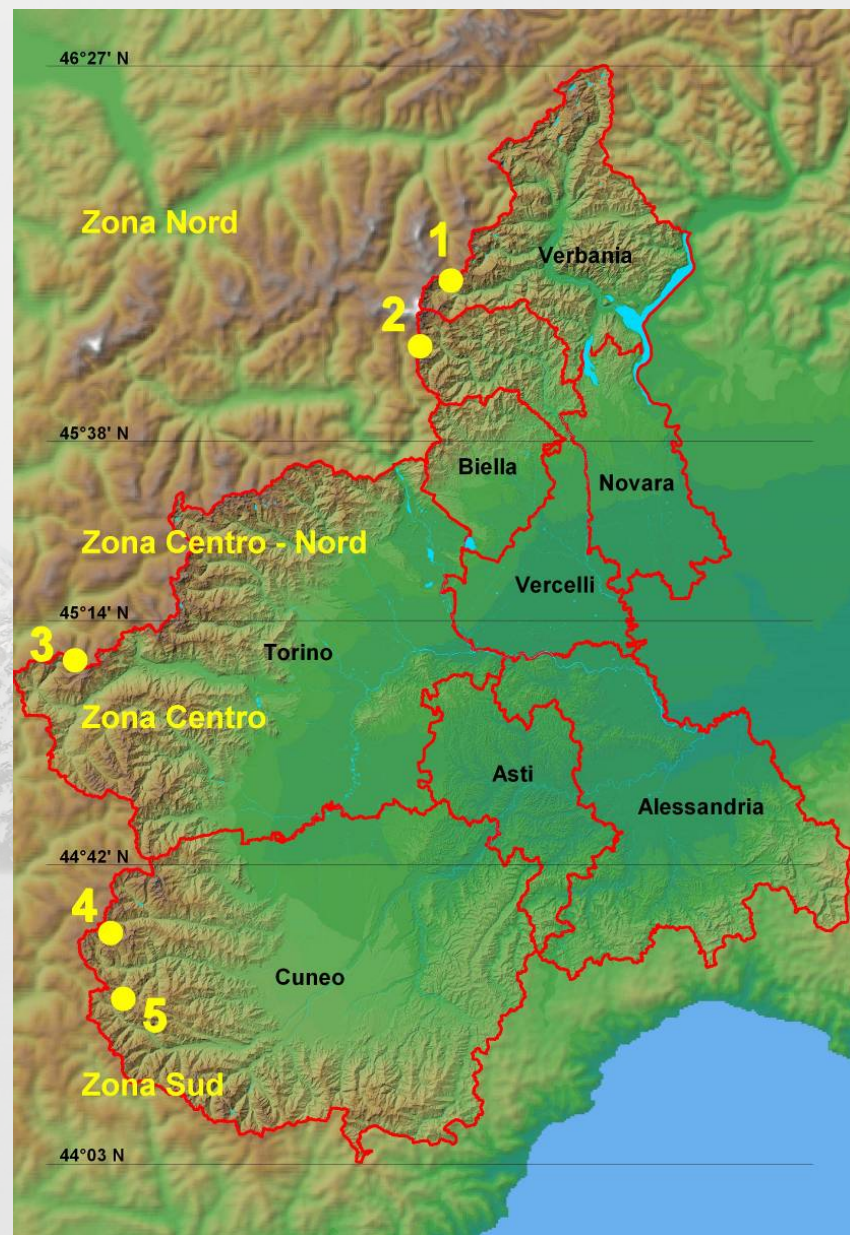 46°27' N
Zona Nord
1
Verbania
2
45°38' N
Biella
Novara
Zona Centro - Nord
Vercelli
45°14' N
3
Torino
Zona Centro
Asti
Alessandria
44°42' N
4
Cuneo
5
Zona Sud
44°03' N